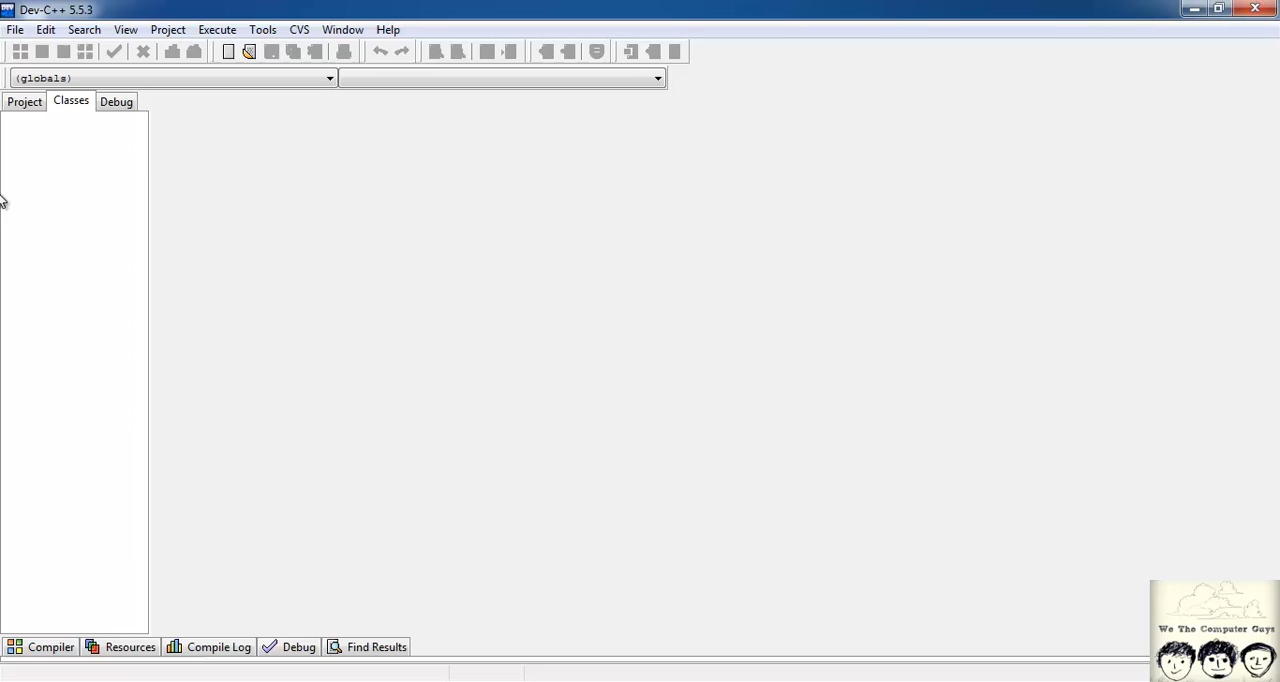 Dev-C++ 5.5.3
File Edit Search View Project Execute Tools CVS Window Help
(globals)
Project Classes Debug
Compiler Resources Compile Log Debug Find Results
We The Computer Guys